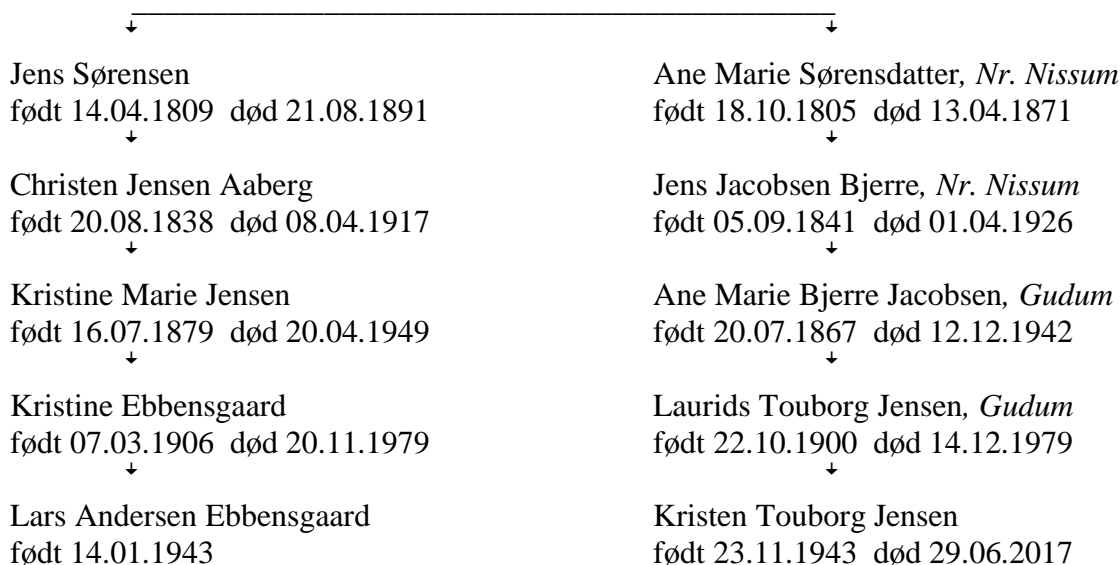 Jens Sørensen
født 14.04.1809 død 21.08.1891
Ane Marie Sørensdatter, Nr. Nissum
født 18.10.1805 død 13.04.1871
Christen Jensen Aaberg
født 20.08.1838 død 08.04.1917
Jens Jacobsen Bjerre, Nr. Nissum
født 05.09.1841 død 01.04.1926
Kristine Marie Jensen
født 16.07.1879 død 20.04.1949
Ane Marie Bjerre Jacobsen, Gudum
født 20.07.1867 død 12.12.1942
Kristine Ebbensgaard
født 07.03.1906 død 20.11.1979
Laurids Touborg Jensen, Gudum
født 22.10.1900 død 14.12.1979
Lars Andersen Ebbensgaard
født 14.01.1943
Kristen Touborg Jensen
født 23.11.1943 død 29.06.2017